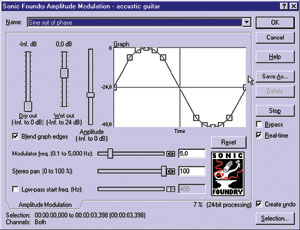 Sonic Foundry Amplitude Modulation - accustic guitar
Name: Sine out of phase
OK
Cancel
Help
Save As...
Delete
Stop
Bypass
Real-time
-Inf. dB
0,0 dB
Graph
0,0
-24,0
-Inf.
Dry out
(-Inf. to 0 dB)
Wet out
(-Inf. to 24 dB)
Amplitude
(-Inf to 0 dB)
Time
Blend graph edges
Reset
Modulator freq. (0.1 to 5,000, Hz):
5,0
Stereo pan (0 to 100 %):
100
Low-pass start freq. (Hz):
400
SONIC
FOUNDRY
Amplitude Modulation
7 % (24-bit processing)
Create undo
Selection: 00:00:00,000 to 00:00:03,398 (00:00:03,398)
Channels: Both
Selection...